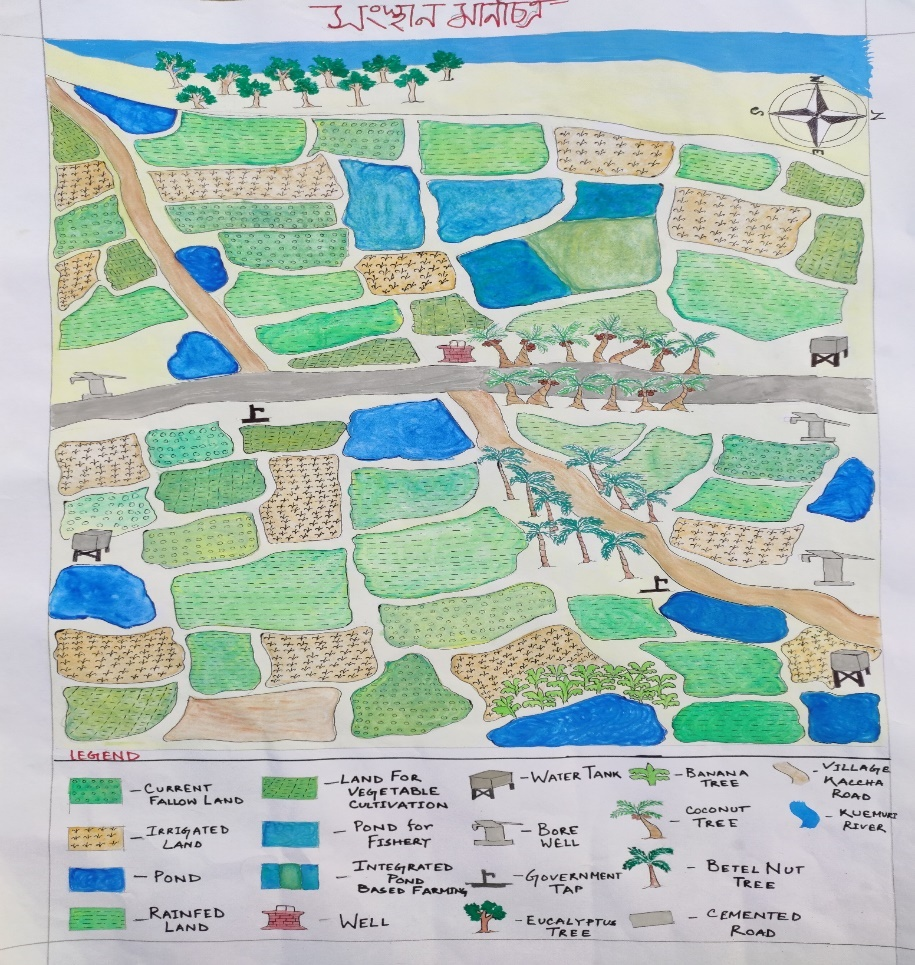 সংস্থান মানচিত্র
W
S
N
E
LEGEND
- CURRENT
FALLOW LAND
- IRRIGATED
LAND
- POND
- RAINFED
LAND
- LAND FOR
VEGETABLE
CULTIVATION
- POND FOR
FISHERY
- INTEGRATED
POND
BASED FARMING
- WELL
- WATER TANK
- BORE
WELL
- GOVERNMENT
TAP
- EUCALYPTUS
TREE
- BANANA
TREE
- COCONUT
TREE
- BETEL NUT
TREE
- CEMENTED
ROAD
- VILLAGE
KACCHA
ROAD
- KUEMURI
RIVER